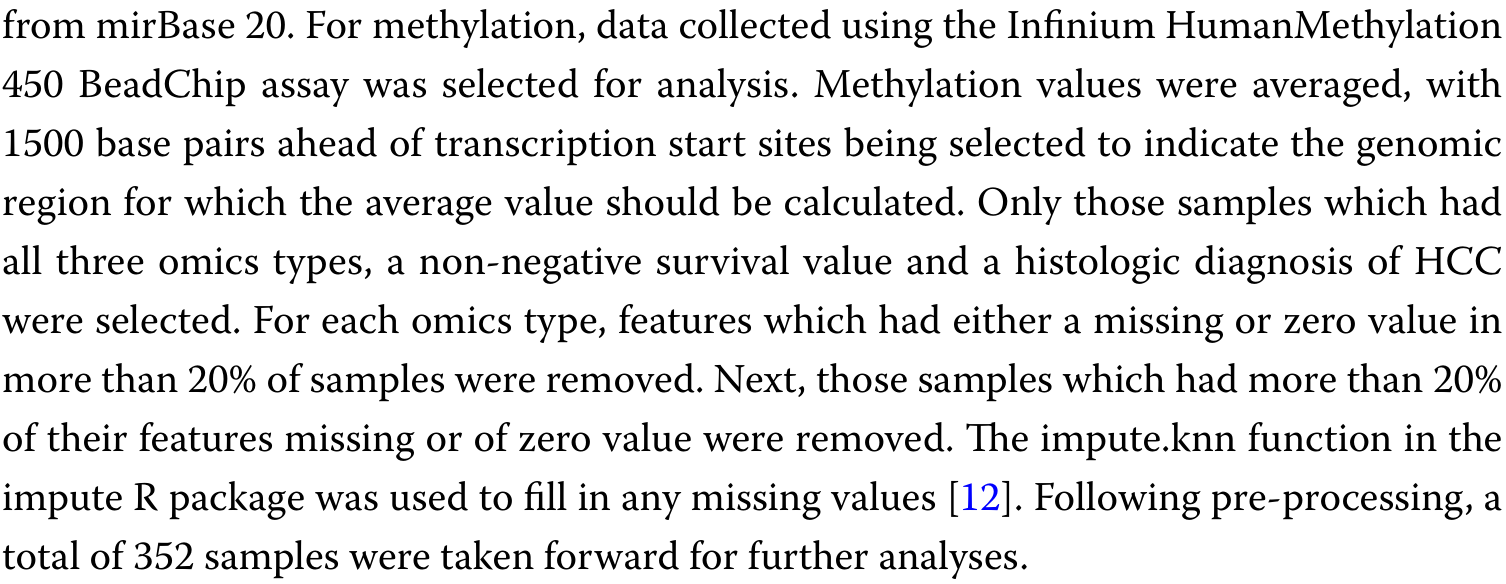 from mirBase 20. For methylation, data collected using the Infinium HumanMethylation
450 BeadChip assay was selected for analysis. Methylation values were averaged, with
1500 base pairs ahead of transcription start sites being selected to indicate the genomic
region for which the average value should be calculated. Only those samples which had
all three omics types, a non-negative survival value and a histologic diagnosis of HCC
were selected. For each omics type, features which had either a missing or zero value in
more than 20% of samples were removed. Next, those samples which had more than 20%
of their features missing or of zero value were removed. The impute.knn function in the
impute R package was used to fill in any missing values [12]. Following pre-processing, a
total of 352 samples were taken forward for further analyses.